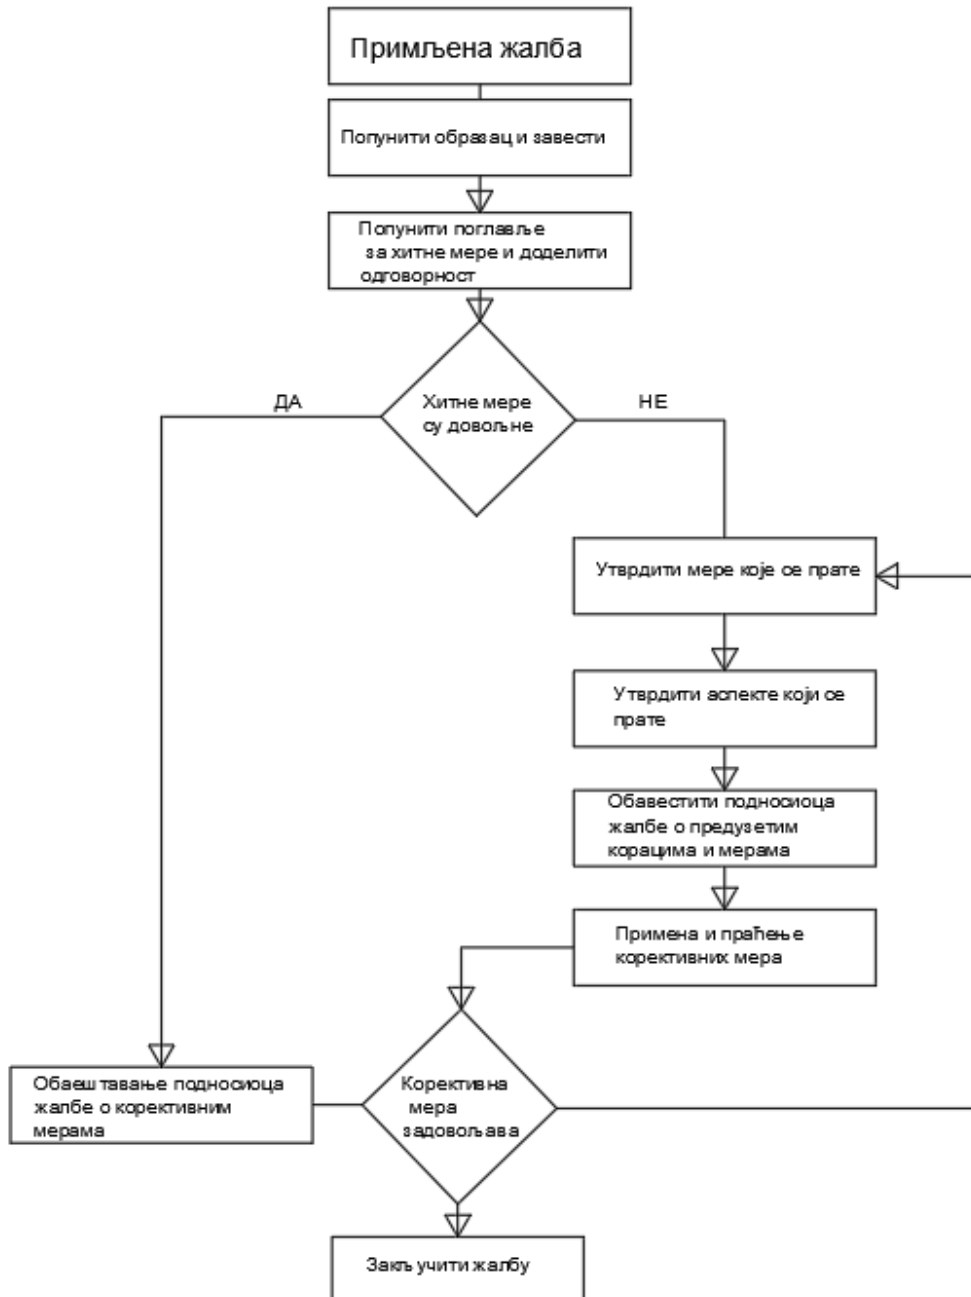 Примљена жалба
Попунити образац и завести
Попунити поглавље
за хитне мере и доделити
одговорност
ДА
Хитне мере
су довољне
НЕ
Утврдити мере које се прате
Утврдити аспекте који се
прате
Обавестити подносиоца
жалбе о предузетим
корацима и мерама
Примена и праћење
корективних мера
Обаештавање подносиоца
жалбе о корективним
мерама
Корективна
мера
задовољава
Закључити жалбу